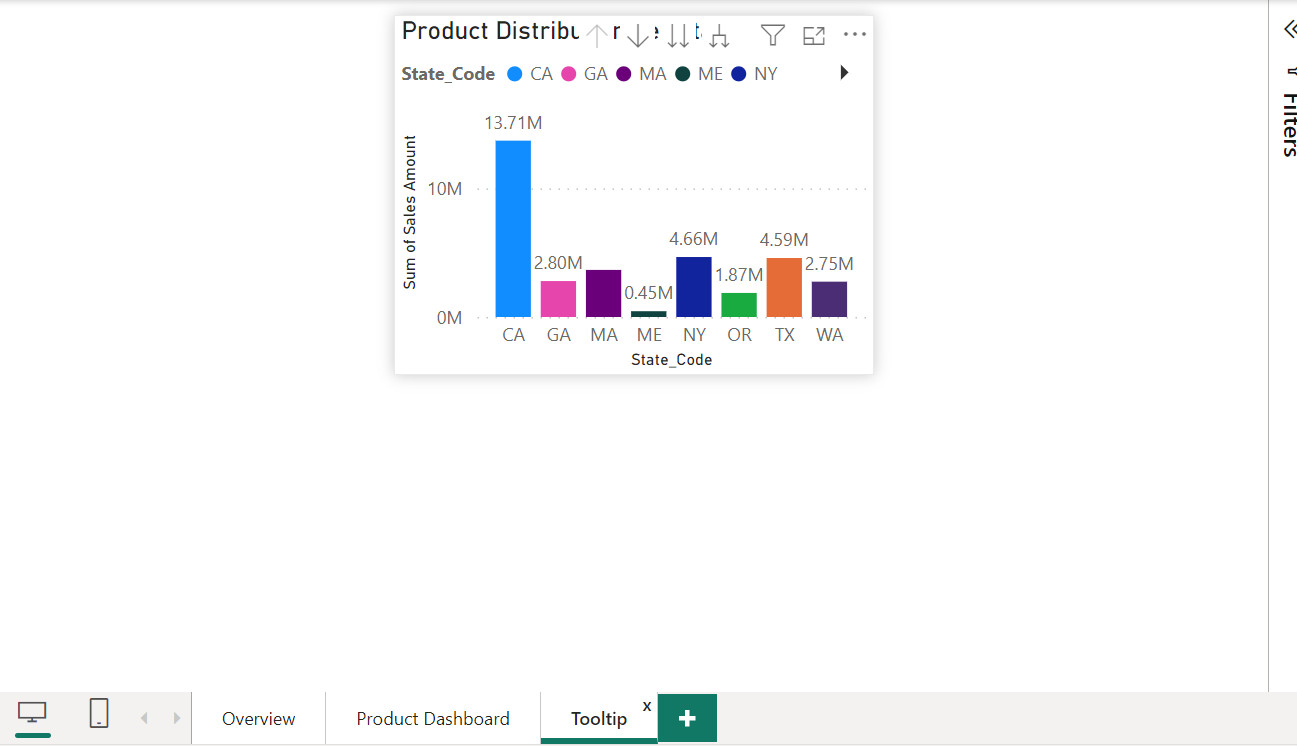 Product Distribu
State_Code CA GA MA ME NY
13.71M
Sum of Sales Amount
10M
4.66M 4.59M
2.80M 1.87M 2.75M
0.45M
0M
CA GA MA ME NY OR TX WA
State_Code
Filters
Overview Product Dashboard Tooltip x +